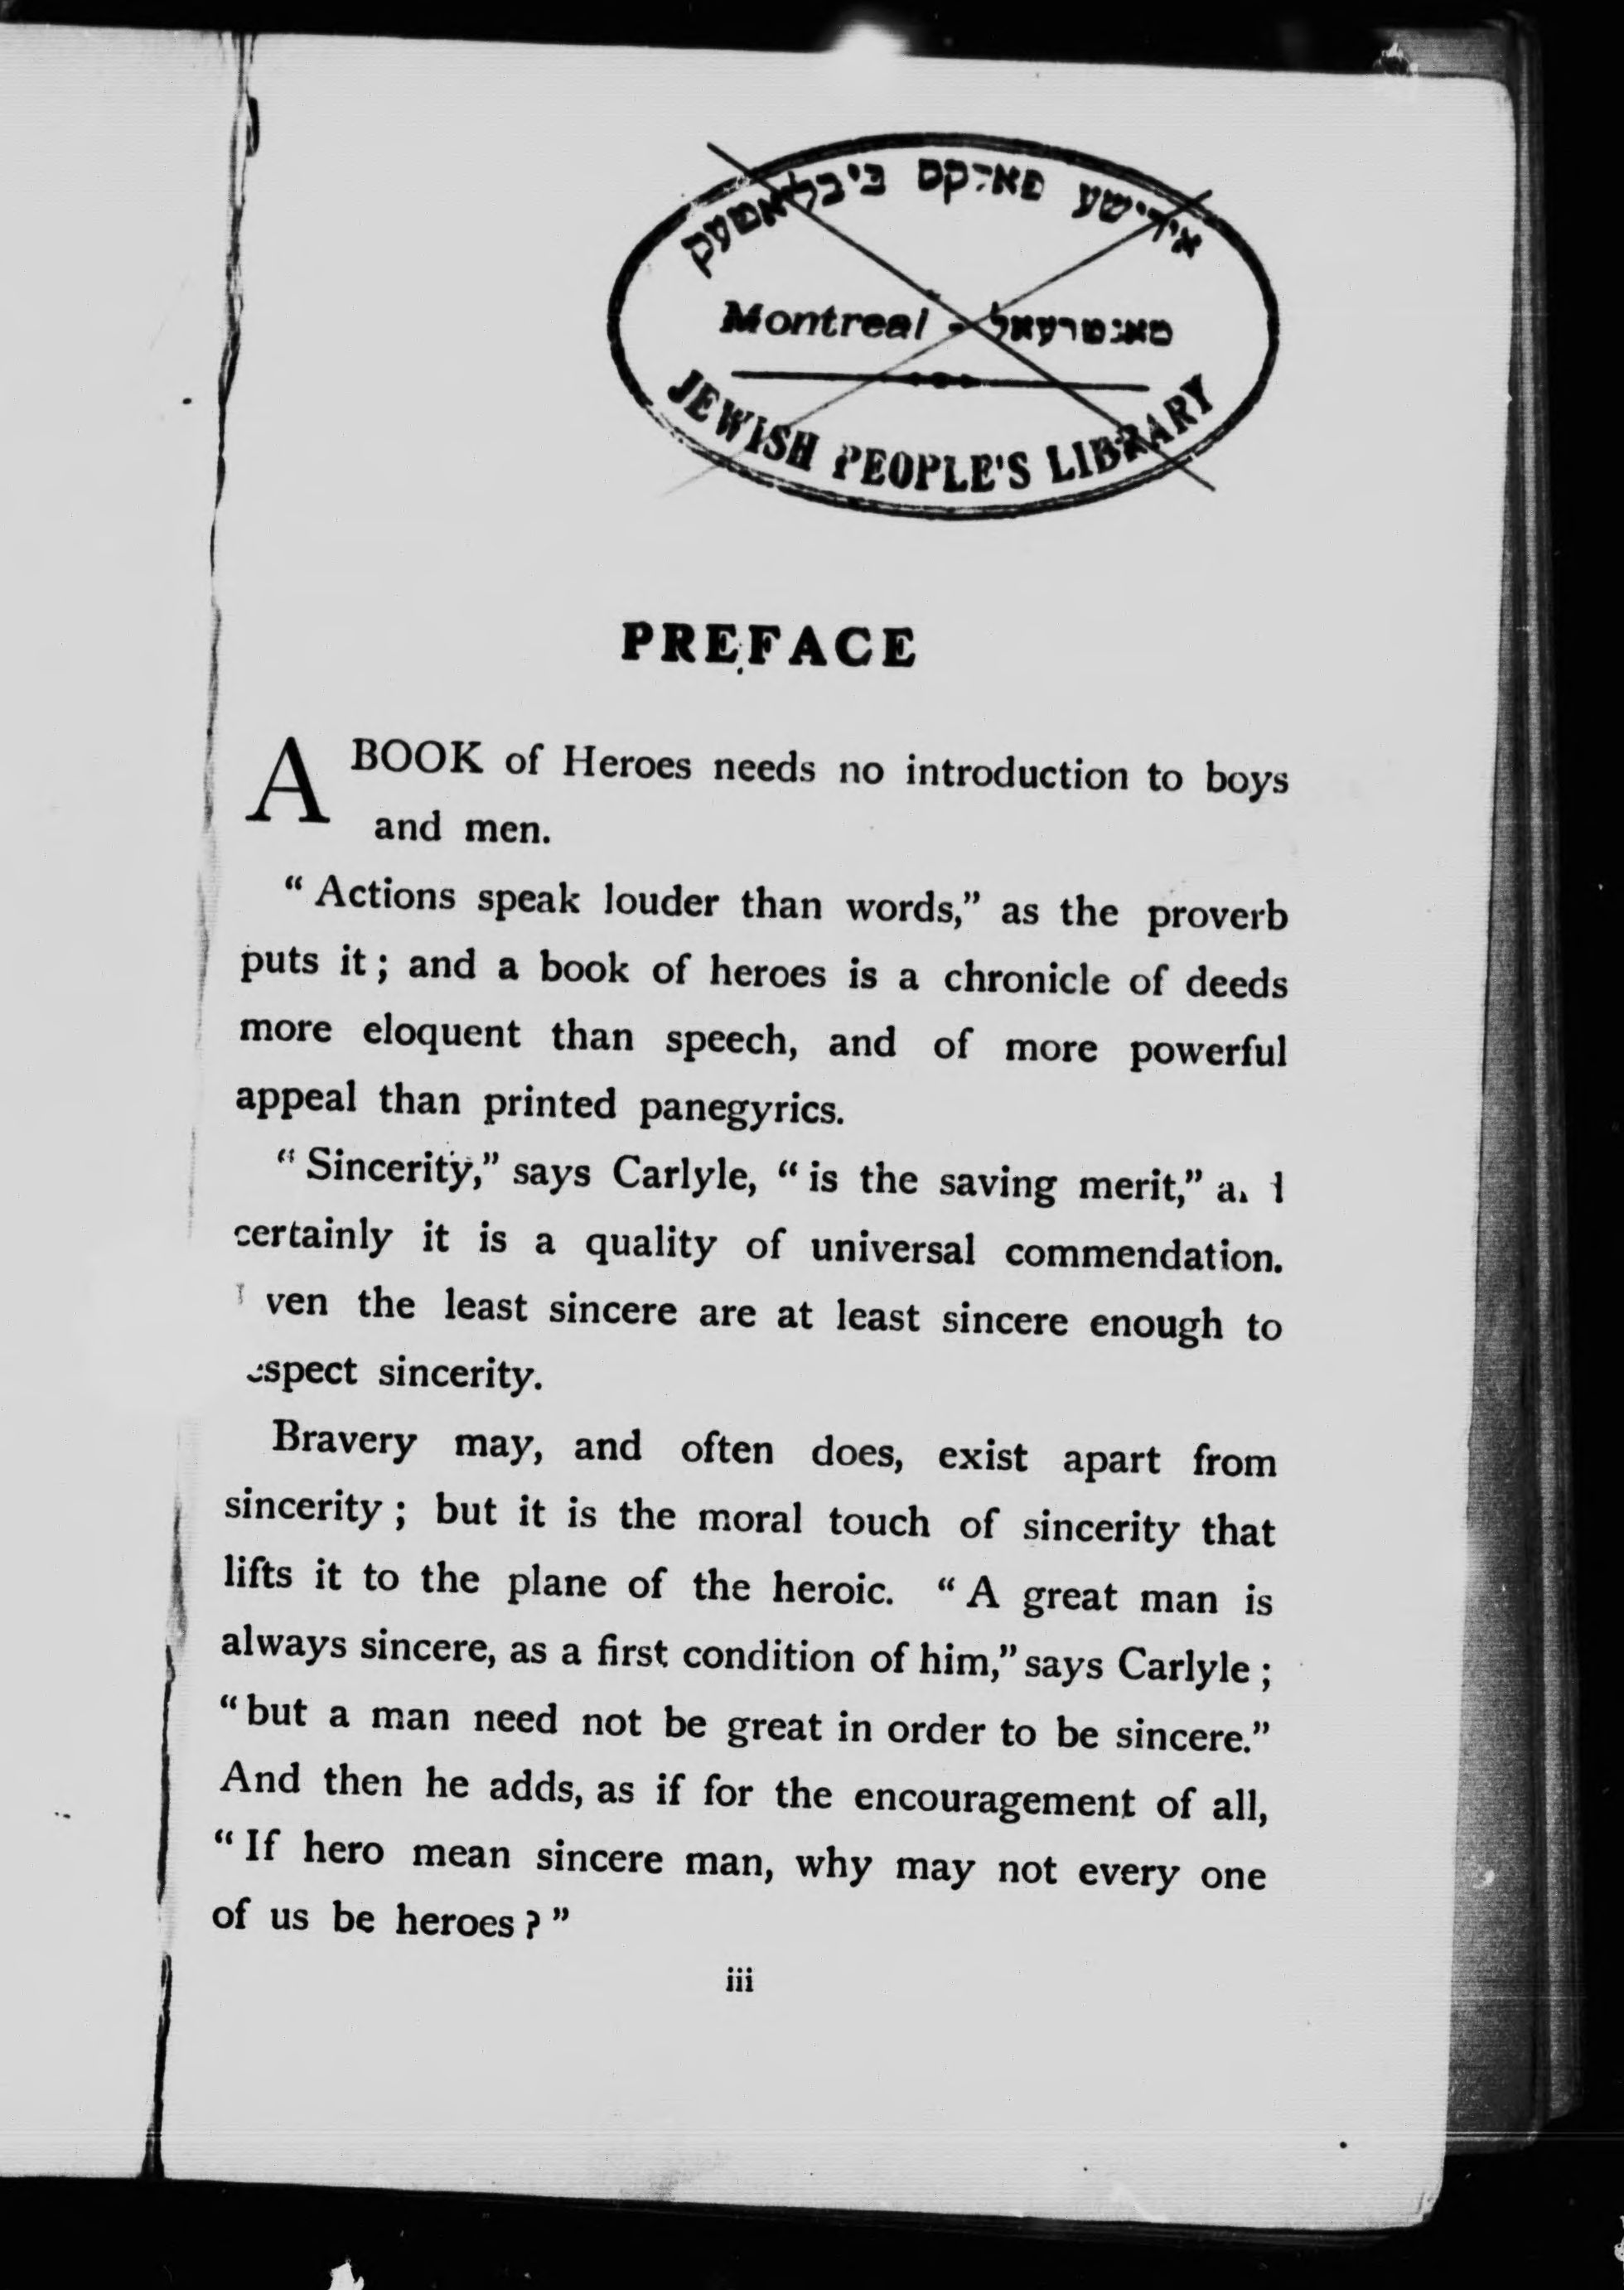 אידישע פאלקס ביבליאטעק
Montreal - מאנטרעאל
JEWISH PEOPLE'S LIBRARY
PREFACE
A BOOK of Heroes needs no introduction to boys
and men.
“ Actions speak louder than words,” as the proverb
puts it ; and a book of heroes is a chronicle of deeds
more eloquent than speech, and of more powerful
appeal than printed panegyrics.
“ Sincerity,” says Carlyle, “ is the saving merit,”
certainly it is a quality of universal commendation.
ven the least sincere are at least sincere enough to
espect sincerity.
Bravery may, and often does, exist apart from
sincerity ; but it is the moral touch of sincerity that
lifts it to the plane of the heroic. “ A great man is
always sincere, as a first condition of him,” says Carlyle ;
“ but a man need not be great in order to be sincere.”
And then he adds, as if for the encouragement of all,
“ If hero mean sincere man, why may not every one
of us be heroes ? ”
iii